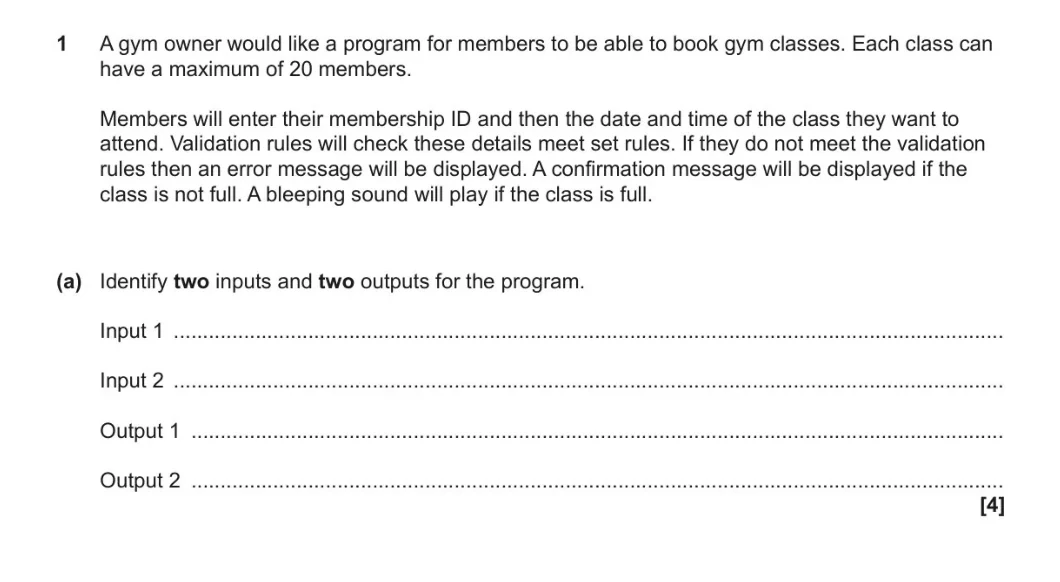 1 A gym owner would like a program for members to be able to book gym classes. Each class can
have a maximum of 20 members.
Members will enter their membership ID and then the date and time of the class they want to
attend. Validation rules will check these details meet set rules. If they do not meet the validation
rules then an error message will be displayed. A confirmation message will be displayed if the
class is not full. A bleeping sound will play if the class is full.
(a) Identify two inputs and two outputs for the program.
Input 1 ....................................................................................................
Input 2 ....................................................................................................
Output 1 ....................................................................................................
Output 2 ....................................................................................................
[4]